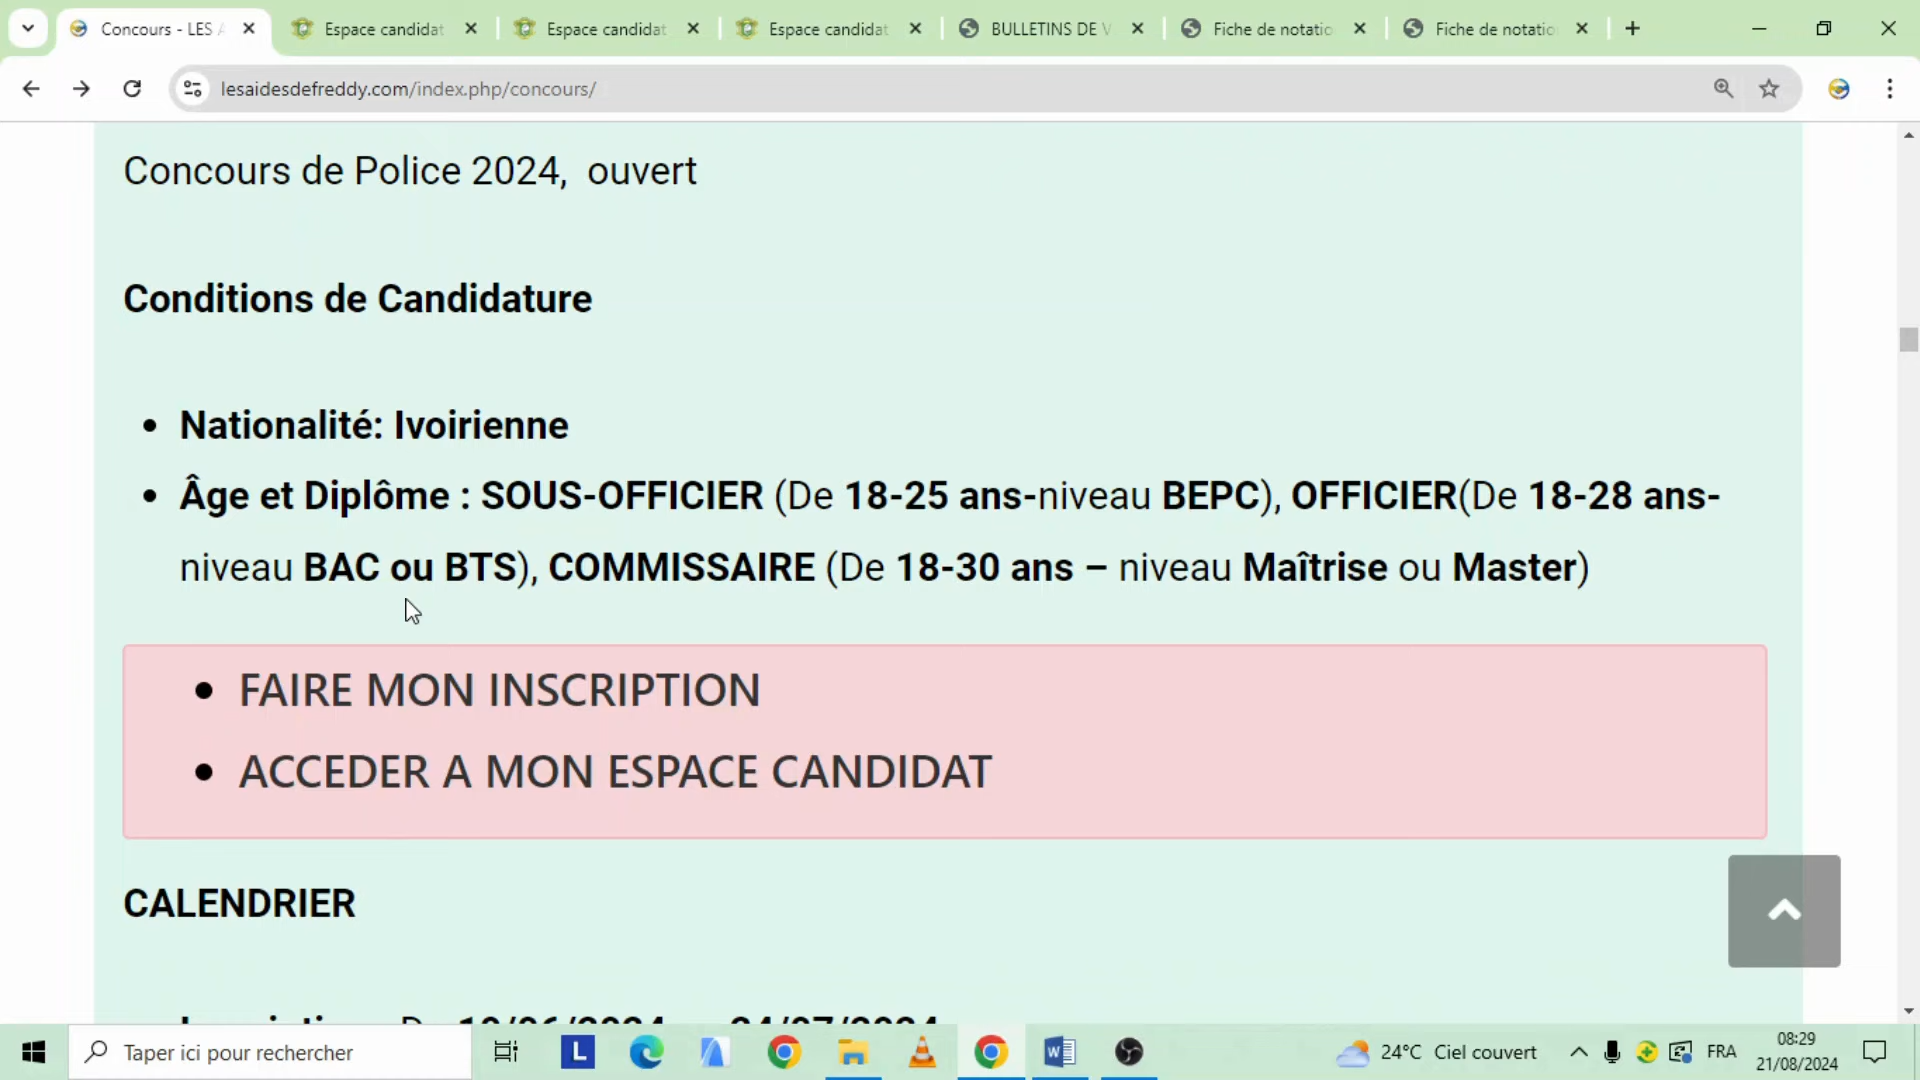 Concours - LES A
Espace candidat
Espace candidat
Espace candidat
BULLETINS DE V
Fiche de notatio
Fiche de notatio
lesaidesdefreddy.com/index.php/concours/
Concours de Police 2024,  ouvert
Conditions de Candidature
• Nationalité: Ivoirienne
• Âge et Diplôme : SOUS-OFFICIER (De 18-25 ans-niveau BEPC), OFFICIER(De 18-28 ans-
niveau BAC ou BTS), COMMISSAIRE (De 18-30 ans – niveau Maîtrise ou Master)
• FAIRE MON INSCRIPTION
• ACCEDER A MON ESPACE CANDIDAT
CALENDRIER
Taper ici pour rechercher
L
W
24°C Ciel couvert
FRA
08:29
21/08/2024